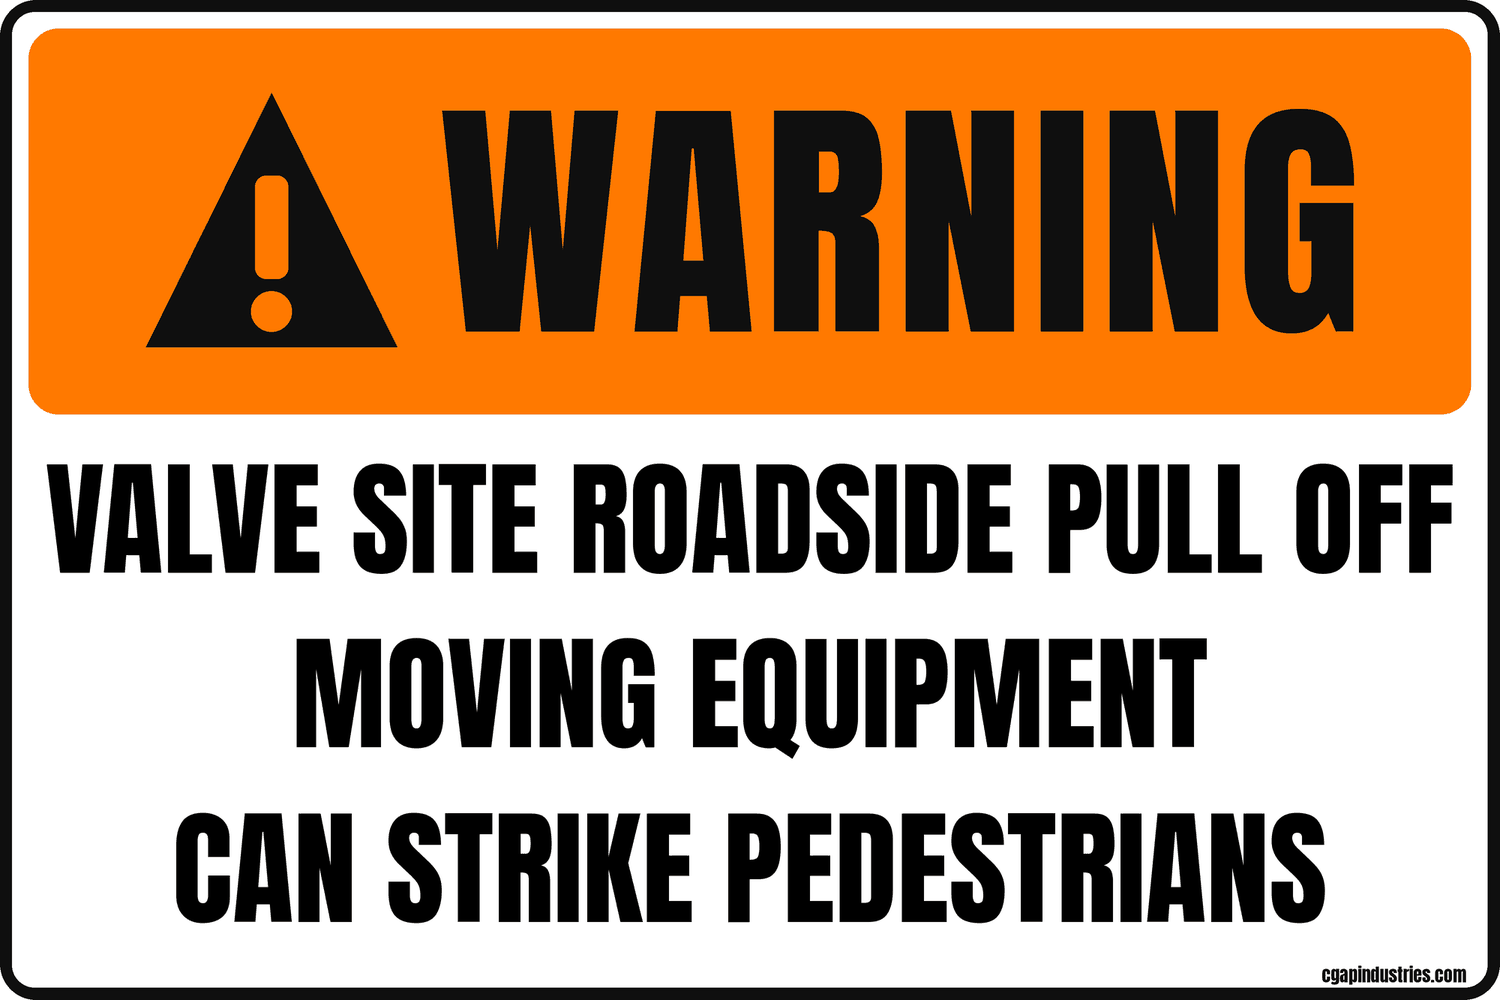 WARNING
VALVE SITE ROADSIDE PULL OFF
MOVING EQUIPMENT
CAN STRIKE PEDESTRIANS
cgapindustries.com